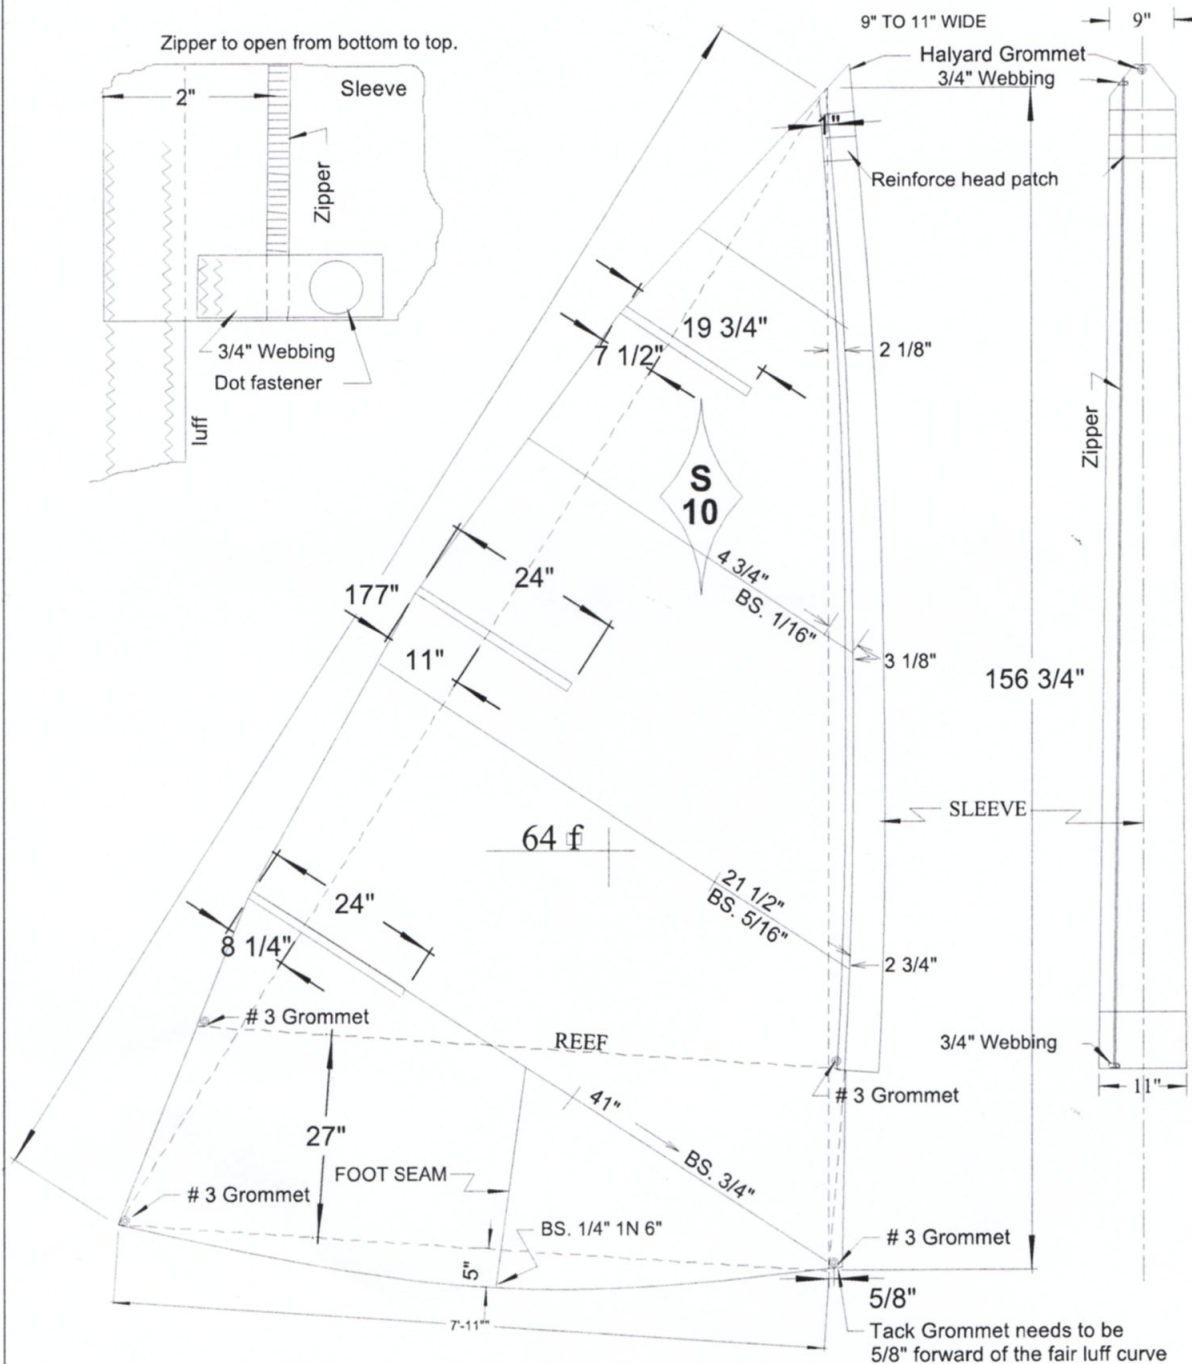 9" TO 11" WIDE
9"
Zipper to open from bottom to top.
Halyard Grommet
3/4" Webbing
2"
Sleeve
1"
Zipper
Reinforce head patch
3/4" Webbing
Dot fastener
luff
19 3/4"
7 1/2"
2 1/8"
Zipper
S
10
4 3/4"
BS. 1/16"
24"
177"
11"
3 1/8"
156 3/4"
SLEEVE
64 f
21 1/2"
BS. 5/16"
24"
8 1/4"
2 3/4"
# 3 Grommet
REEF
3/4" Webbing
11"
# 3 Grommet
41"
BS. 3/4"
27"
FOOT SEAM
# 3 Grommet
BS. 1/4" 1N 6"
# 3 Grommet
5"
5/8"
7'-11""
Tack Grommet needs to be
5/8" forward of the fair luff curve